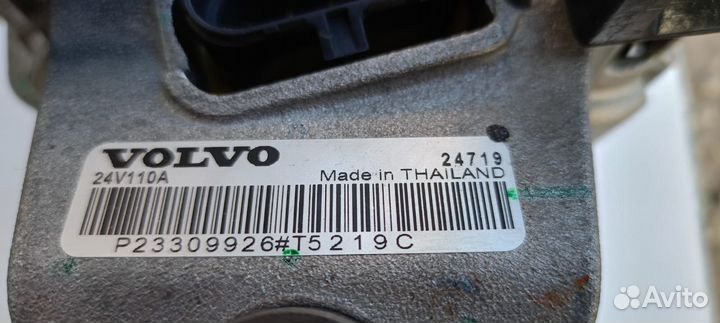 VOLVO
24719
24V110A
Made in THAILAND
P23309926#T5219C
Avito